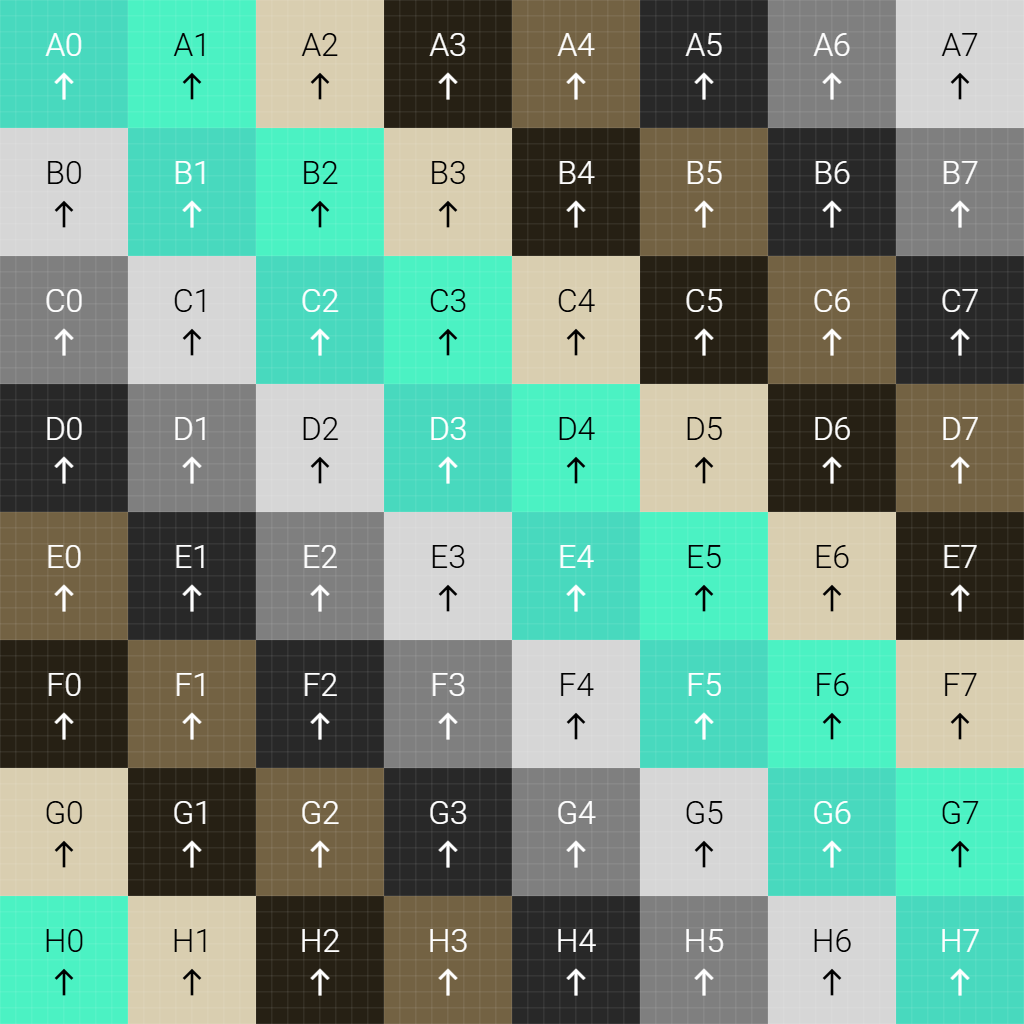 A0 A1 A2 A3 A4 A5 A6 A7
↑ ↑ ↑ ↑ ↑ ↑ ↑ ↑
B0 B1 B2 B3 B4 B5 B6 B7
↑ ↑ ↑ ↑ ↑ ↑ ↑ ↑
C0 C1 C2 C3 C4 C5 C6 C7
↑ ↑ ↑ ↑ ↑ ↑ ↑ ↑
D0 D1 D2 D3 D4 D5 D6 D7
↑ ↑ ↑ ↑ ↑ ↑ ↑ ↑
E0 E1 E2 E3 E4 E5 E6 E7
↑ ↑ ↑ ↑ ↑ ↑ ↑ ↑
F0 F1 F2 F3 F4 F5 F6 F7
↑ ↑ ↑ ↑ ↑ ↑ ↑ ↑
G0 G1 G2 G3 G4 G5 G6 G7
↑ ↑ ↑ ↑ ↑ ↑ ↑ ↑
H0 H1 H2 H3 H4 H5 H6 H7
↑ ↑ ↑ ↑ ↑ ↑ ↑ ↑